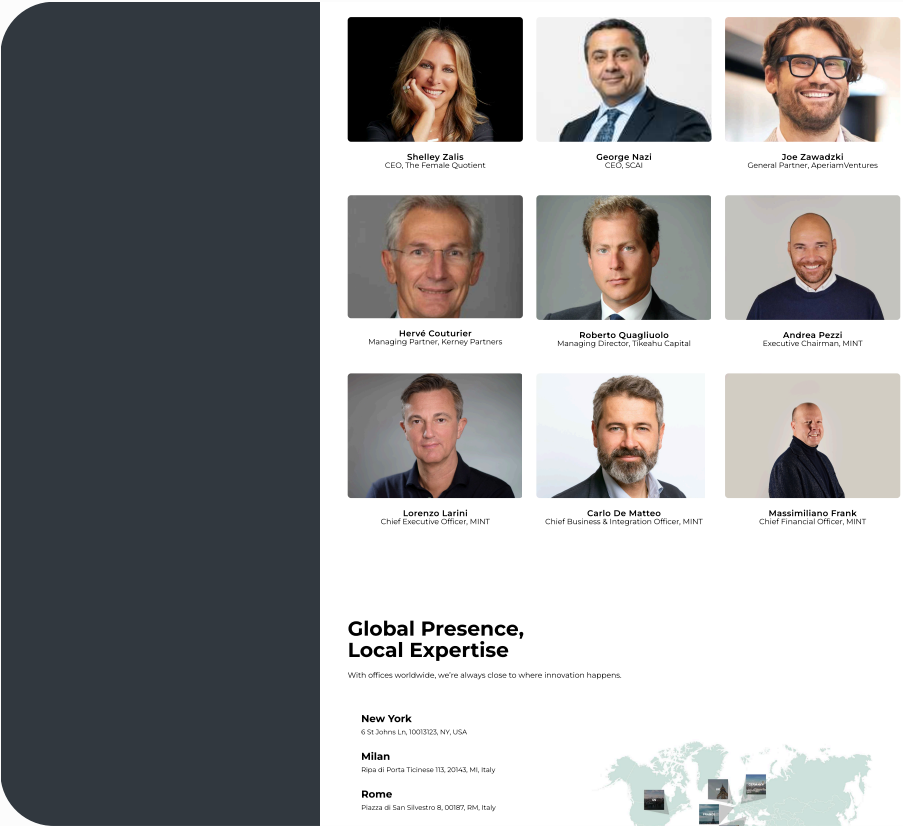 Shelley Zalis
CEO, The Female Quotient
George Nazi
CEO, SCAI
Joe Zawadzki
General Partner, AperiamVentures
Hervé Couturier
Managing Partner, Kerney Partners
Roberto Quagliuolo
Managing Director, Tikeahu Capital
Andrea Pezzi
Executive Chairman, MINT
Lorenzo Larini
Chief Executive Officer, MINT
Carlo De Matteo
Chief Business & Integration Officer, MINT
Massimiliano Frank
Chief Financial Officer, MINT
Global Presence,
Local Expertise
With offices worldwide, we’re always close to where innovation happens.
New York
6 St Johns Ln, 10013123, NY, USA
Milan
Ripa di Porta Ticinese 113, 20143, MI, Italy
Rome
Piazza di San Silvestro 8, 00187, RM, Italy